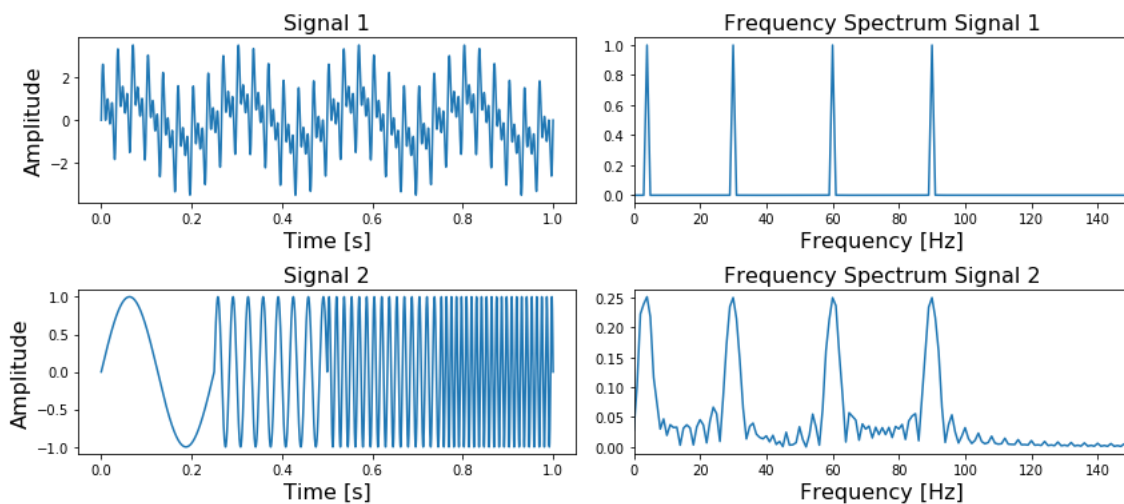 Signal 1
Amplitude
2
0
−2
0.0 0.2 0.4 0.6 0.8 1.0
Time [s]
Frequency Spectrum Signal 1
1.0
0.8
0.6
0.4
0.2
0.0
0 20 40 60 80 100 120 140
Frequency [Hz]
Signal 2
Amplitude
1.0
0.5
0.0
−0.5
−1.0
0.0 0.2 0.4 0.6 0.8 1.0
Time [s]
Frequency Spectrum Signal 2
0.25
0.20
0.15
0.10
0.05
0.00
0 20 40 60 80 100 120 140
Frequency [Hz]